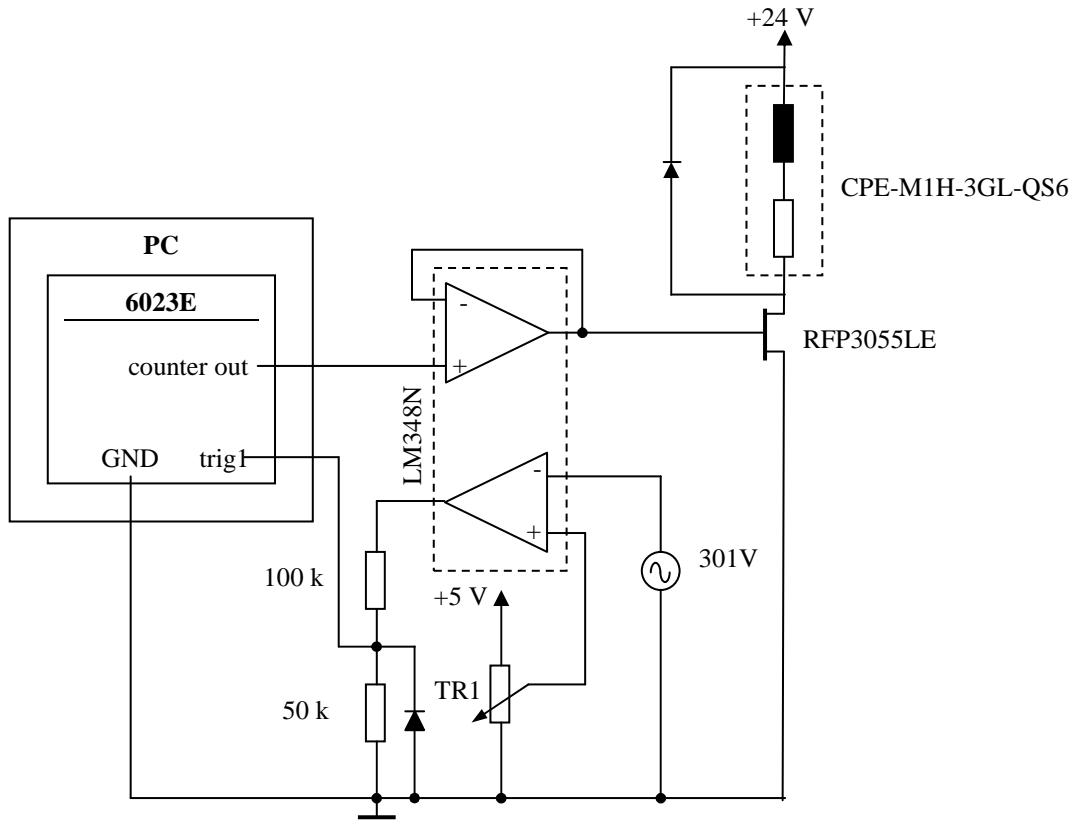 +24 V
CPE-M1H-3GL-QS6
PC
6023E
-
RFP3055LE
counter out
+
LM348N
GND trig1
-
+
301V
100 k
+5 V
TR1
50 k